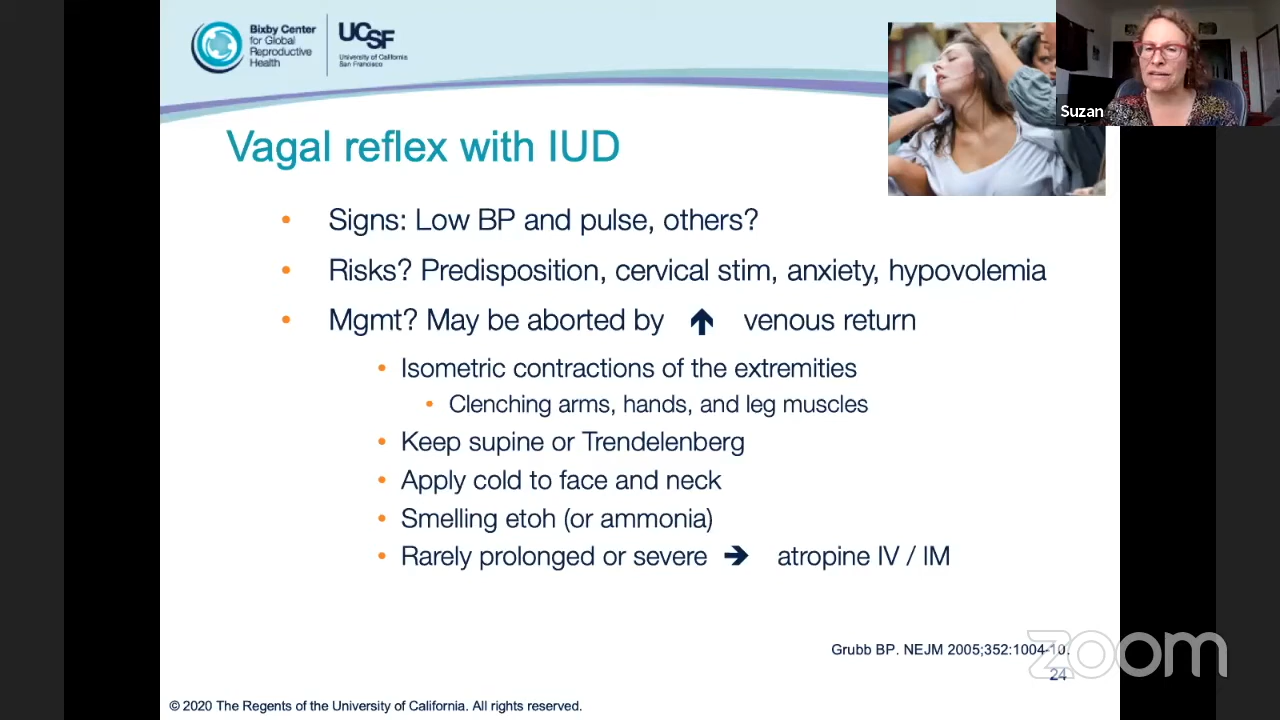 Bixby Center
for Global
Reproductive
Health
UCSF
University of California
San Francisco
Suzan
Vagal reflex with IUD
• Signs: Low BP and pulse, others?
• Risks? Predisposition, cervical stim, anxiety, hypovolemia
• Mgmt? May be aborted by ↑ venous return
• Isometric contractions of the extremities
• Clenching arms, hands, and leg muscles
• Keep supine or Trendelenberg
• Apply cold to face and neck
• Smelling etoh (or ammonia)
• Rarely prolonged or severe → atropine IV / IM
Grubb BP. NEJM 2005;352:1004-10.
zoom
24
© 2020 The Regents of the University of California. All rights reserved.